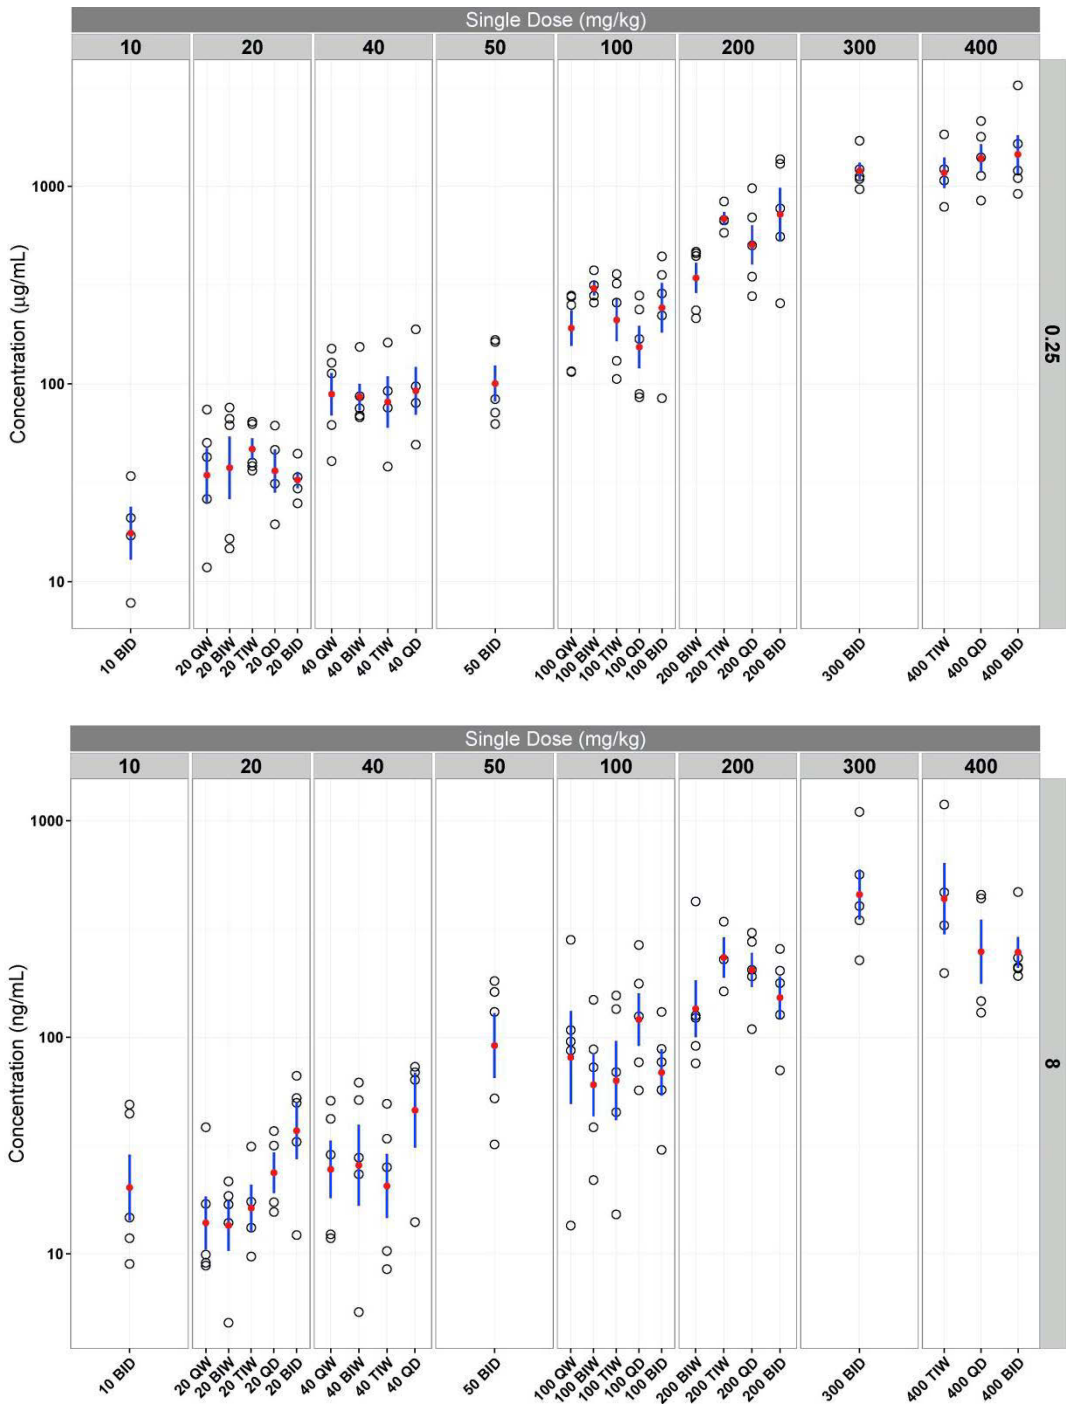 Single Dose (mg/kg)
10 20 40 50 100 200 300 400
Concentration (µg/mL)
1000
100
10
0.25
10 BID 20 QW 20 BIW 20 TIW 20 QD 20 BID 40 QW 40 BIW 40 TIW 40 QD 50 BID 100 QW 100 BIW 100 TIW 100 QD 100 BID 200 BIW 200 TIW 200 QD 200 BID 300 BID 400 TIW 400 QD 400 BID
Single Dose (mg/kg)
10 20 40 50 100 200 300 400
Concentration (ng/mL)
1000
100
10
8
10 BID 20 QW 20 BIW 20 TIW 20 QD 20 BID 40 QW 40 BIW 40 TIW 40 QD 50 BID 100 QW 100 BIW 100 TIW 100 QD 100 BID 200 BIW 200 TIW 200 QD 200 BID 300 BID 400 TIW 400 QD 400 BID